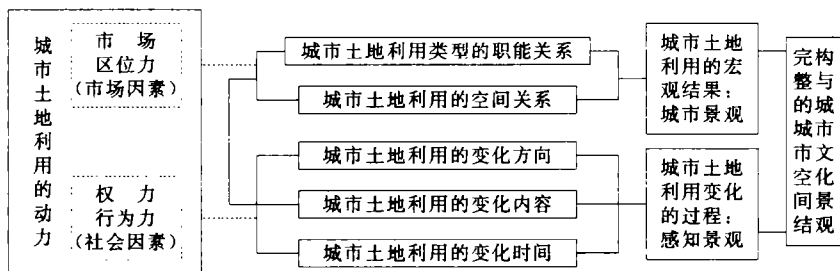 城市土地利用的动力
市 场
区位力
(市场因素)
权 力
行为力
(社会因素)
城市土地利用类型的职能关系
城市土地利用的空间关系
城市土地利用的变化方向
城市土地利用的变化内容
城市土地利用的变化时间
城市土地
利用的宏
观结果:
城市景观
城市土地
利用变化
的过程:
感知景观
完整的城市空间结
构与城市文化景观